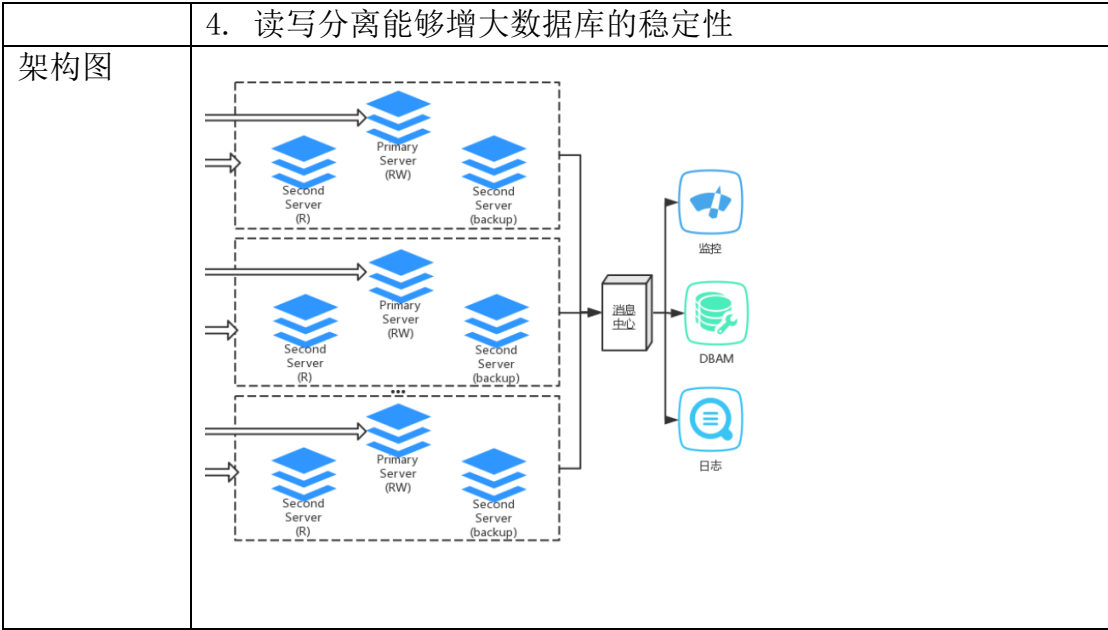 4. 读写分离能够增大数据库的稳定性
架构图
Primary
Server
(RW)
Second
Server
(R)
Second
Server
(backup)
Primary
Server
(RW)
Second
Server
(R)
Second
Server
(backup)
...
Primary
Server
(RW)
Second
Server
(R)
Second
Server
(backup)
消息
中心
监控
DBAM
日志